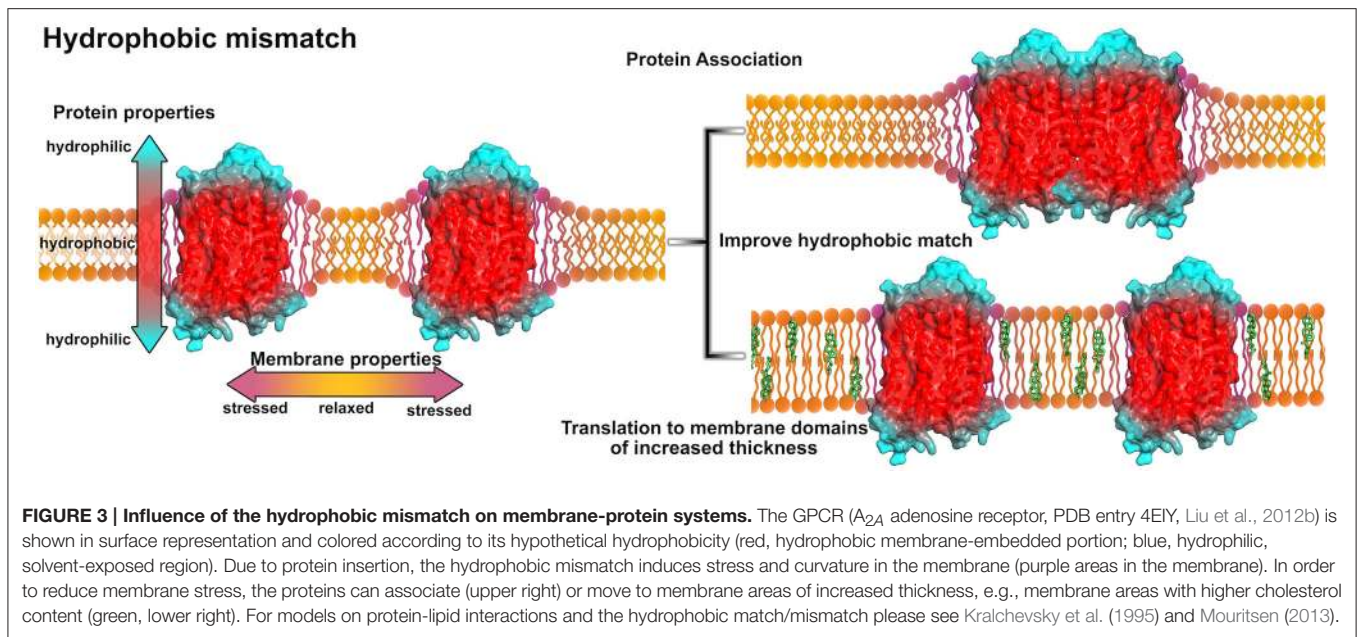 Hydrophobic mismatch
Protein properties
hydrophilic
hydrophobic
hydrophilic
Membrane properties
stressed relaxed stressed
Protein Association
Improve hydrophobic match
Translation to membrane domains
of increased thickness
FIGURE 3 | Influence of the hydrophobic mismatch on membrane-protein systems. The GPCR (A2A adenosine receptor, PDB entry 4EIY, Liu et al., 2012b) is
shown in surface representation and colored according to its hypothetical hydrophobicity (red, hydrophobic membrane-embedded portion; blue, hydrophilic,
solvent-exposed region). Due to protein insertion, the hydrophobic mismatch induces stress and curvature in the membrane (purple areas in the membrane). In order
to reduce membrane stress, the proteins can associate (upper right) or move to membrane areas of increased thickness, e.g., membrane areas with higher cholesterol
content (green, lower right). For models on protein-lipid interactions and the hydrophobic match/mismatch please see Kralchevsky et al. (1995) and Mouritsen (2013).